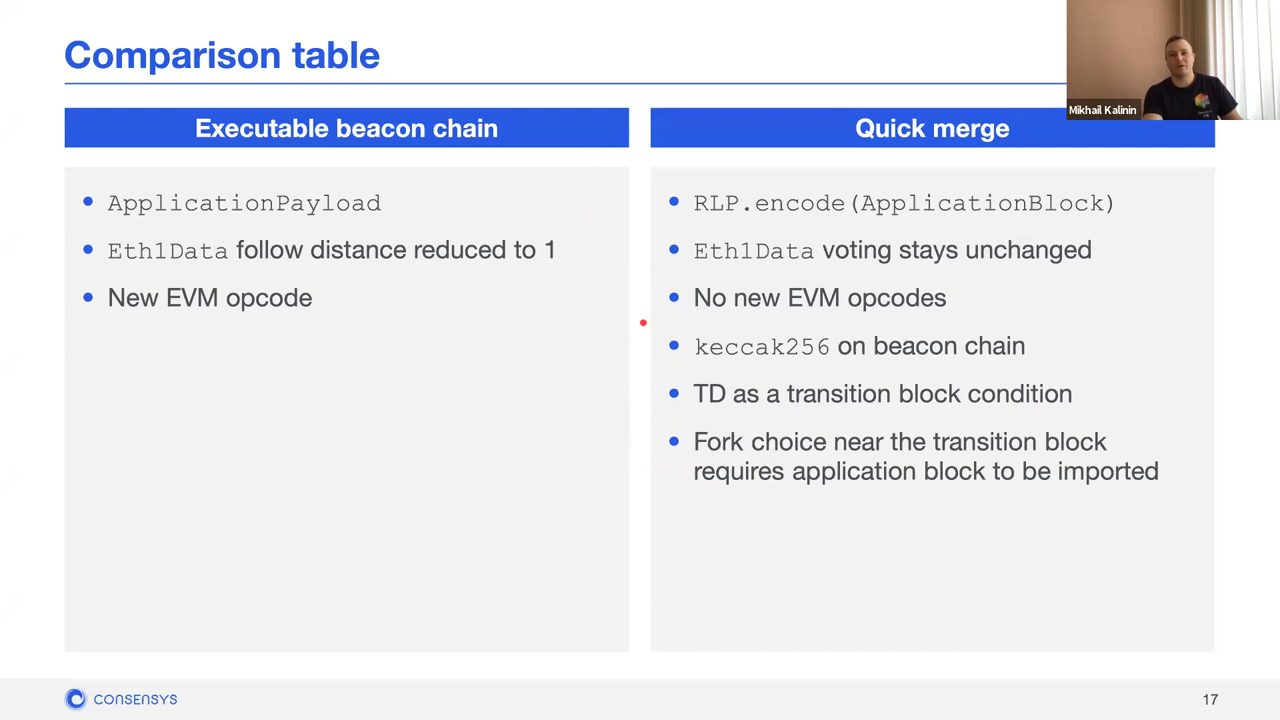 Comparison table
Mikhail Kalinin
Executable beacon chain
ApplicationPayload
Eth1Data follow distance reduced to 1
New EVM opcode
Quick merge
RLP.encode(ApplicationBlock)
Eth1Data voting stays unchanged
No new EVM opcodes
keccak256 on beacon chain
TD as a transition block condition
Fork choice near the transition block
requires application block to be imported
CONSENSYS
17